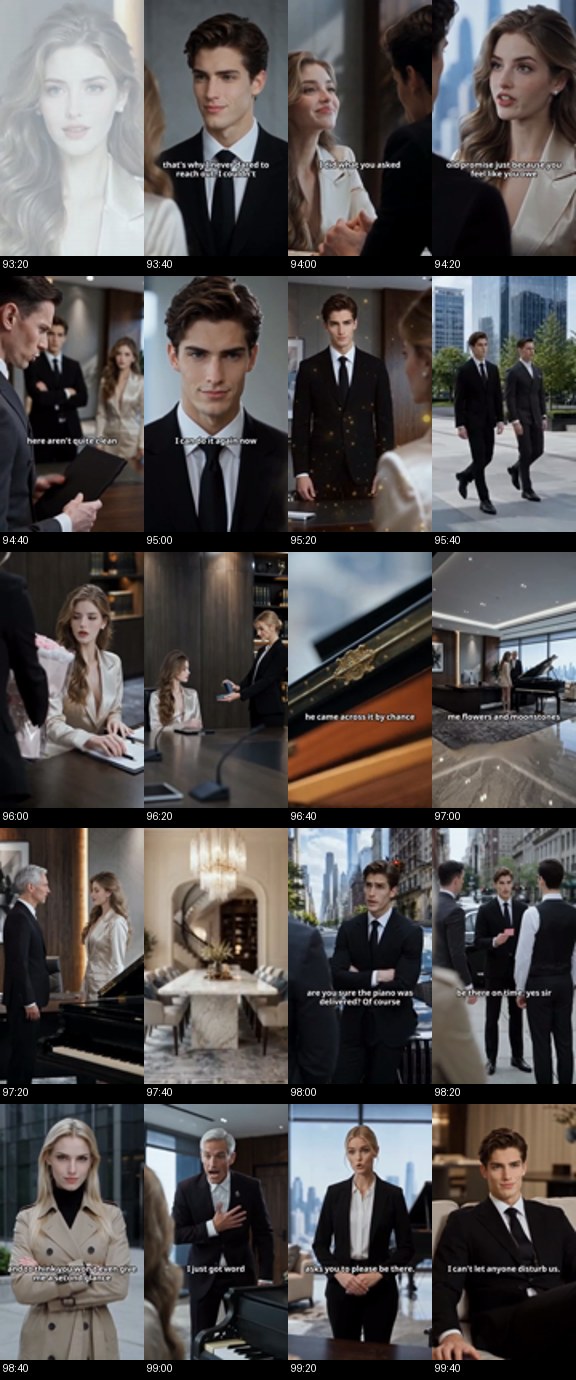 that's why I never dared to
reach out. I couldn't
I did what you asked
old promise just because you
feel like you owe
93:20
93:40
94:00
94:20
here aren't quite clean
I can do it again now
94:40
95:00
95:20
95:40
he came across it by chance
me flowers and moonstones
96:00
96:20
96:40
97:00
are you sure the piano was
delivered? Of course
be there on time, yes sir
97:20
97:40
98:00
98:20
and to think you won't even give
me a second glance
I just got word
asks you to please be there.
I can't let anyone disturb us.
98:40
99:00
99:20
99:40